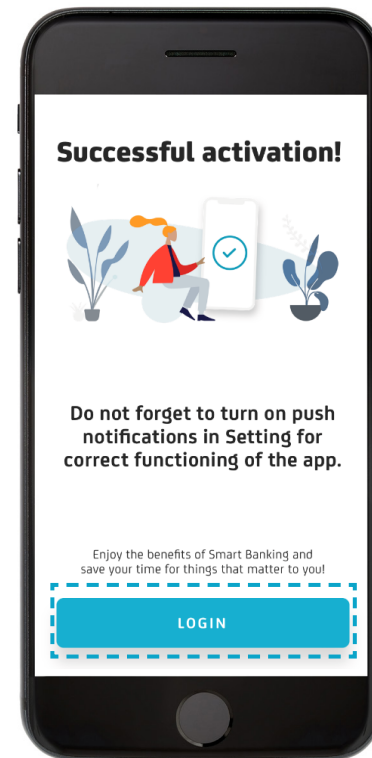 Successful activation!
Do not forget to turn on push
notifications in Setting for
correct functioning of the app.
Enjoy the benefits of Smart Banking and
save your time for things that matter to you!
LOGIN